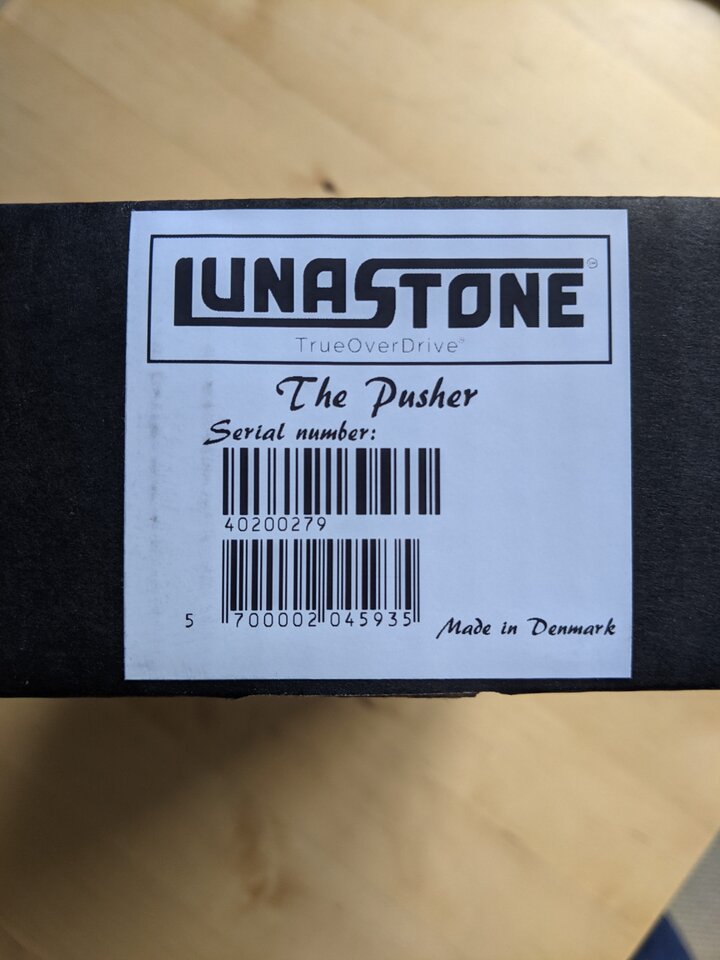 LUNASTONE
TrueOverDrive®
The Pusher
Serial number:
40200279
5 700002 045935
Made in Denmark